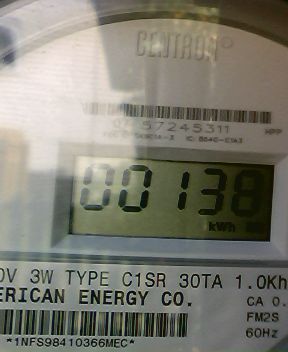 CENTRON®
57245311
HPP
00138
kWh
0V 3W TYPE C1SR 30TA 1.0Kh
ERICAN ENERGY CO.
CA 0.
FM2S
60Hz
*1NFS98410366MEC*